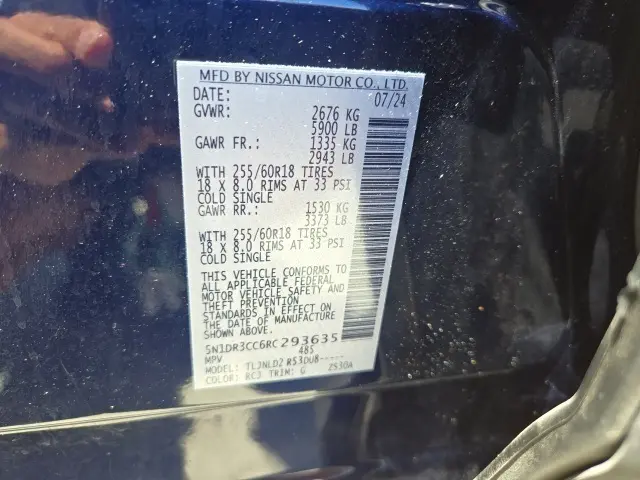 MFD BY NISSAN MOTOR CO., LTD.
DATE: 07/24
GVWR: 2676 KG
5900 LB
GAWR FR.: 1335 KG
2943 LB
WITH 255/60R18 TIRES
18 X 8.0 RIMS AT 33 PSI
COLD SINGLE
GAWR RR.: 1530 KG
3373 LB
WITH 255/60R18 TIRES
18 X 8.0 RIMS AT 33 PSI
COLD SINGLE
THIS VEHICLE CONFORMS TO
ALL APPLICABLE FEDERAL
MOTOR VEHICLE SAFETY AND
THEFT PREVENTION
STANDARDS IN EFFECT ON
THE DATE OF MANUFACTURE
SHOWN ABOVE.
5N1DR3CC6RC293635
MPV 485
MODEL: TLJNLD2 R53DU8-----
COLOR: RCJ TRIM: G 2530A